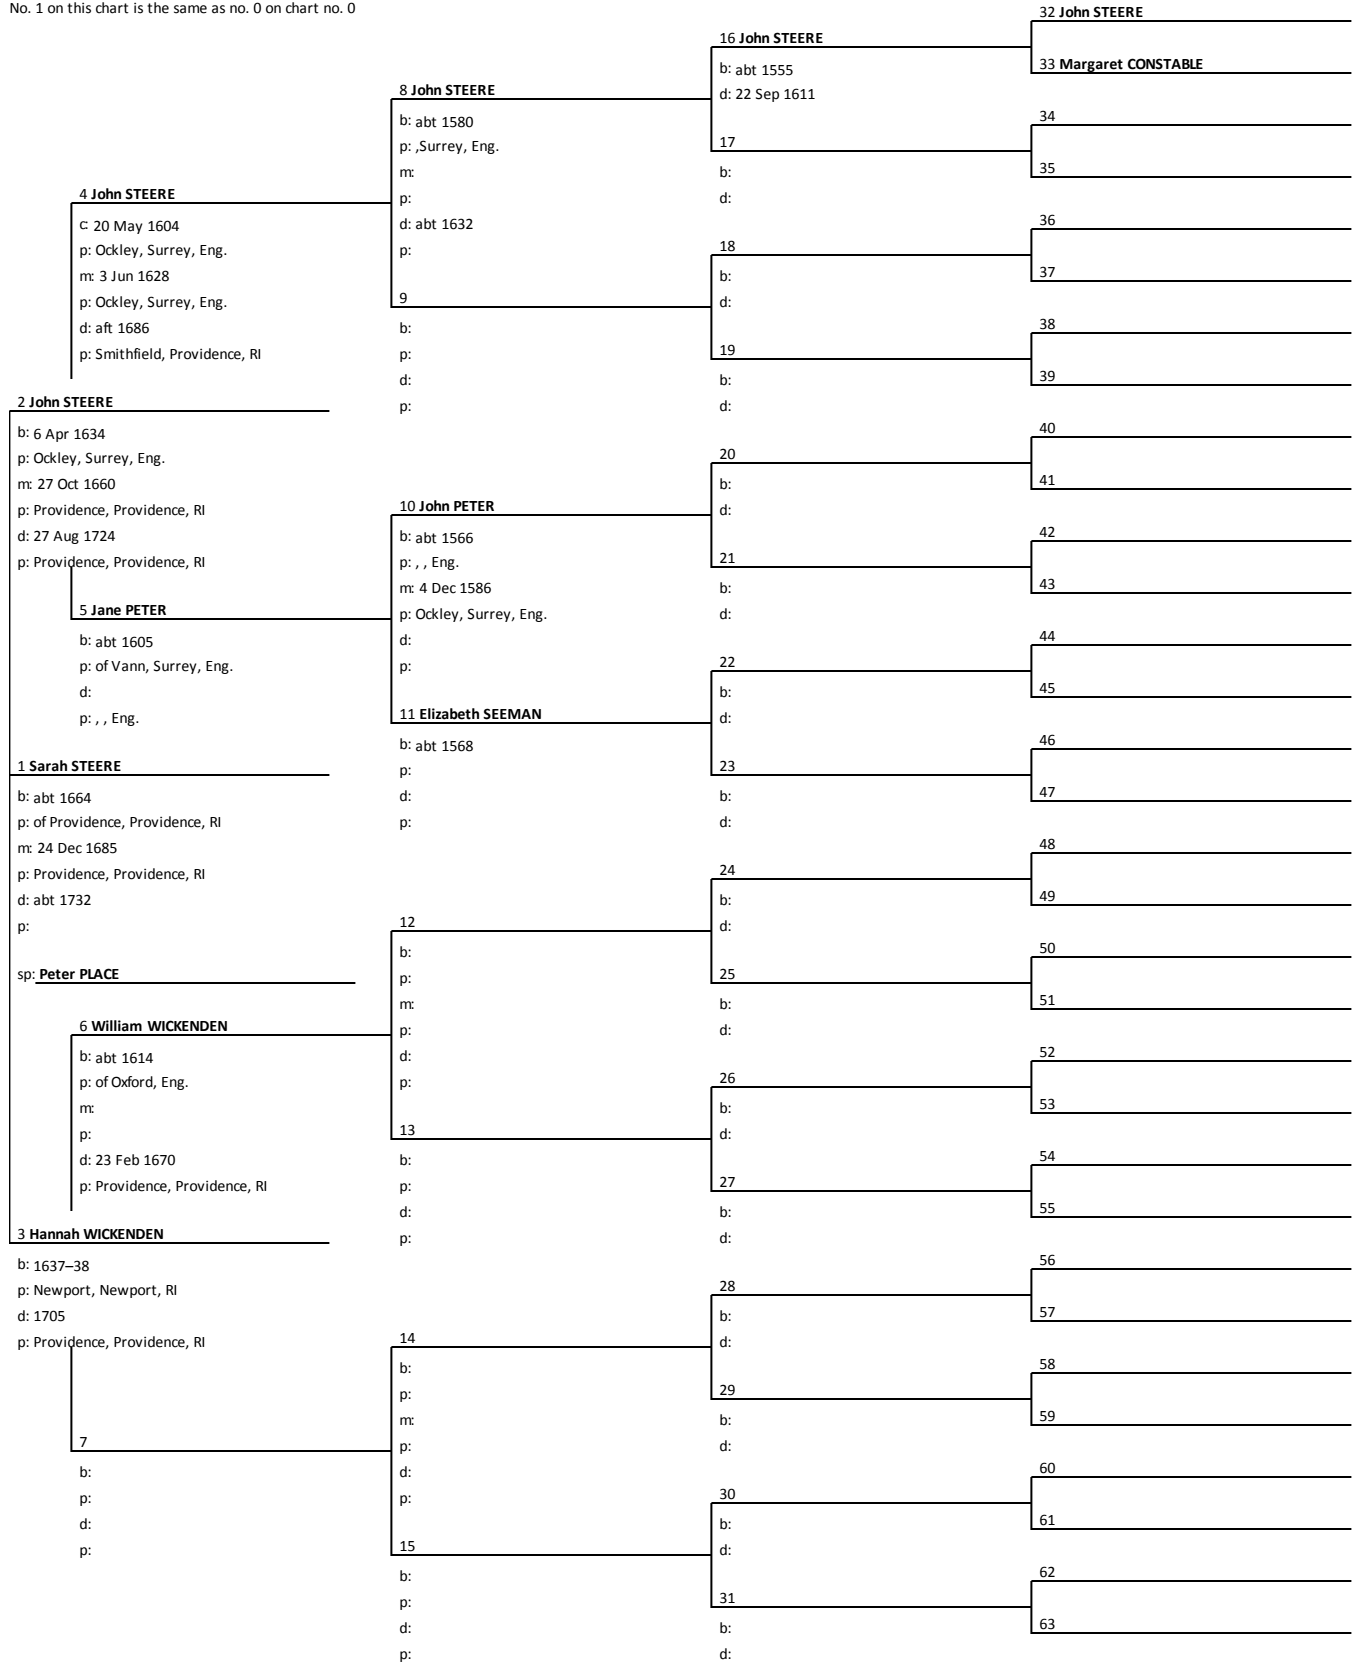 No. 1 on this chart is the same as no. 0 on chart no. 0
4 John STEERE
c: 20 May 1604
p: Ockley, Surrey, Eng.
m: 3 Jun 1628
p: Ockley, Surrey, Eng.
d: aft 1686
p: Smithfield, Providence, RI
2 John STEERE
b: 6 Apr 1634
p: Ockley, Surrey, Eng.
m: 27 Oct 1660
p: Providence, Providence, RI
d: 27 Aug 1724
p: Providence, Providence, RI
5 Jane PETER
b: abt 1605
p: of Vann, Surrey, Eng.
d:
p: , , Eng.
1 Sarah STEERE
b: abt 1664
p: of Providence, Providence, RI
m: 24 Dec 1685
p: Providence, Providence, RI
d: abt 1732
p:
sp: Peter PLACE
6 William WICKENDEN
b: abt 1614
p: of Oxford, Eng.
m:
p:
d: 23 Feb 1670
p: Providence, Providence, RI
3 Hannah WICKENDEN
b: 1637–38
p: Newport, Newport, RI
d: 1705
p: Providence, Providence, RI
7
b:
p:
d:
p:
8 John STEERE
b: abt 1580
p: ,Surrey, Eng.
m:
p:
d: abt 1632
p:
9
b:
p:
d:
p:
10 John PETER
b: abt 1566
p: , , Eng.
m: 4 Dec 1586
p: Ockley, Surrey, Eng.
d:
p:
11 Elizabeth SEEMAN
b: abt 1568
p:
d:
p:
12
b:
p:
m:
p:
d:
p:
13
b:
p:
d:
p:
14
b:
p:
m:
p:
d:
p:
15
b:
p:
d:
p:
16 John STEERE
b: abt 1555
d: 22 Sep 1611
17
b:
d:
18
b:
d:
19
b:
d:
20
b:
d:
21
b:
d:
22
b:
d:
23
b:
d:
24
b:
d:
25
b:
d:
26
b:
d:
27
b:
d:
28
b:
d:
29
b:
d:
30
b:
d:
31
b:
d:
32 John STEERE
33 Margaret CONSTABLE
34
35
36
37
38
39
40
41
42
43
44
45
46
47
48
49
50
51
52
53
54
55
56
57
58
59
60
61
62
63